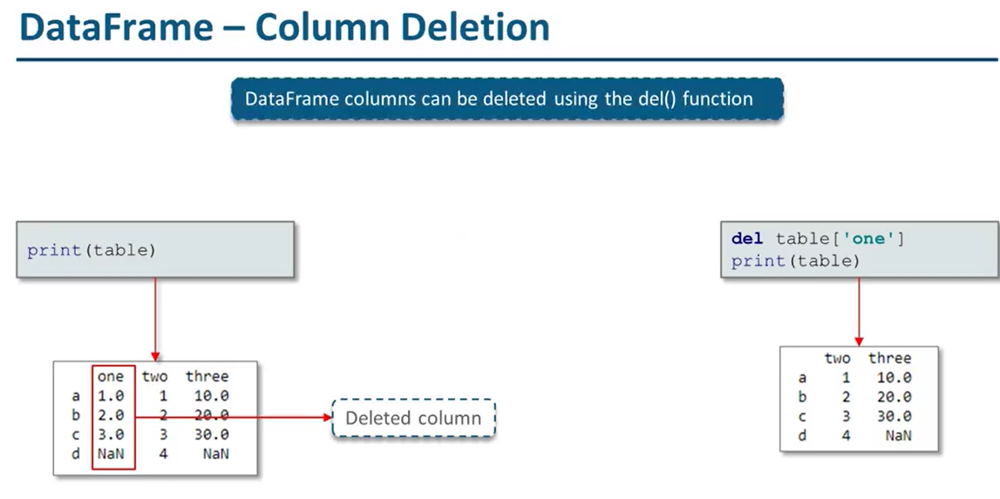 DataFrame – Column Deletion
DataFrame columns can be deleted using the del() function
print(table)
one two three
a 1.0 1 10.0
b 2.0 2 20.0
c 3.0 3 30.0
d NaN 4 NaN
Deleted column
del table['one']
print(table)
two three
a 1 10.0
b 2 20.0
c 3 30.0
d 4 NaN